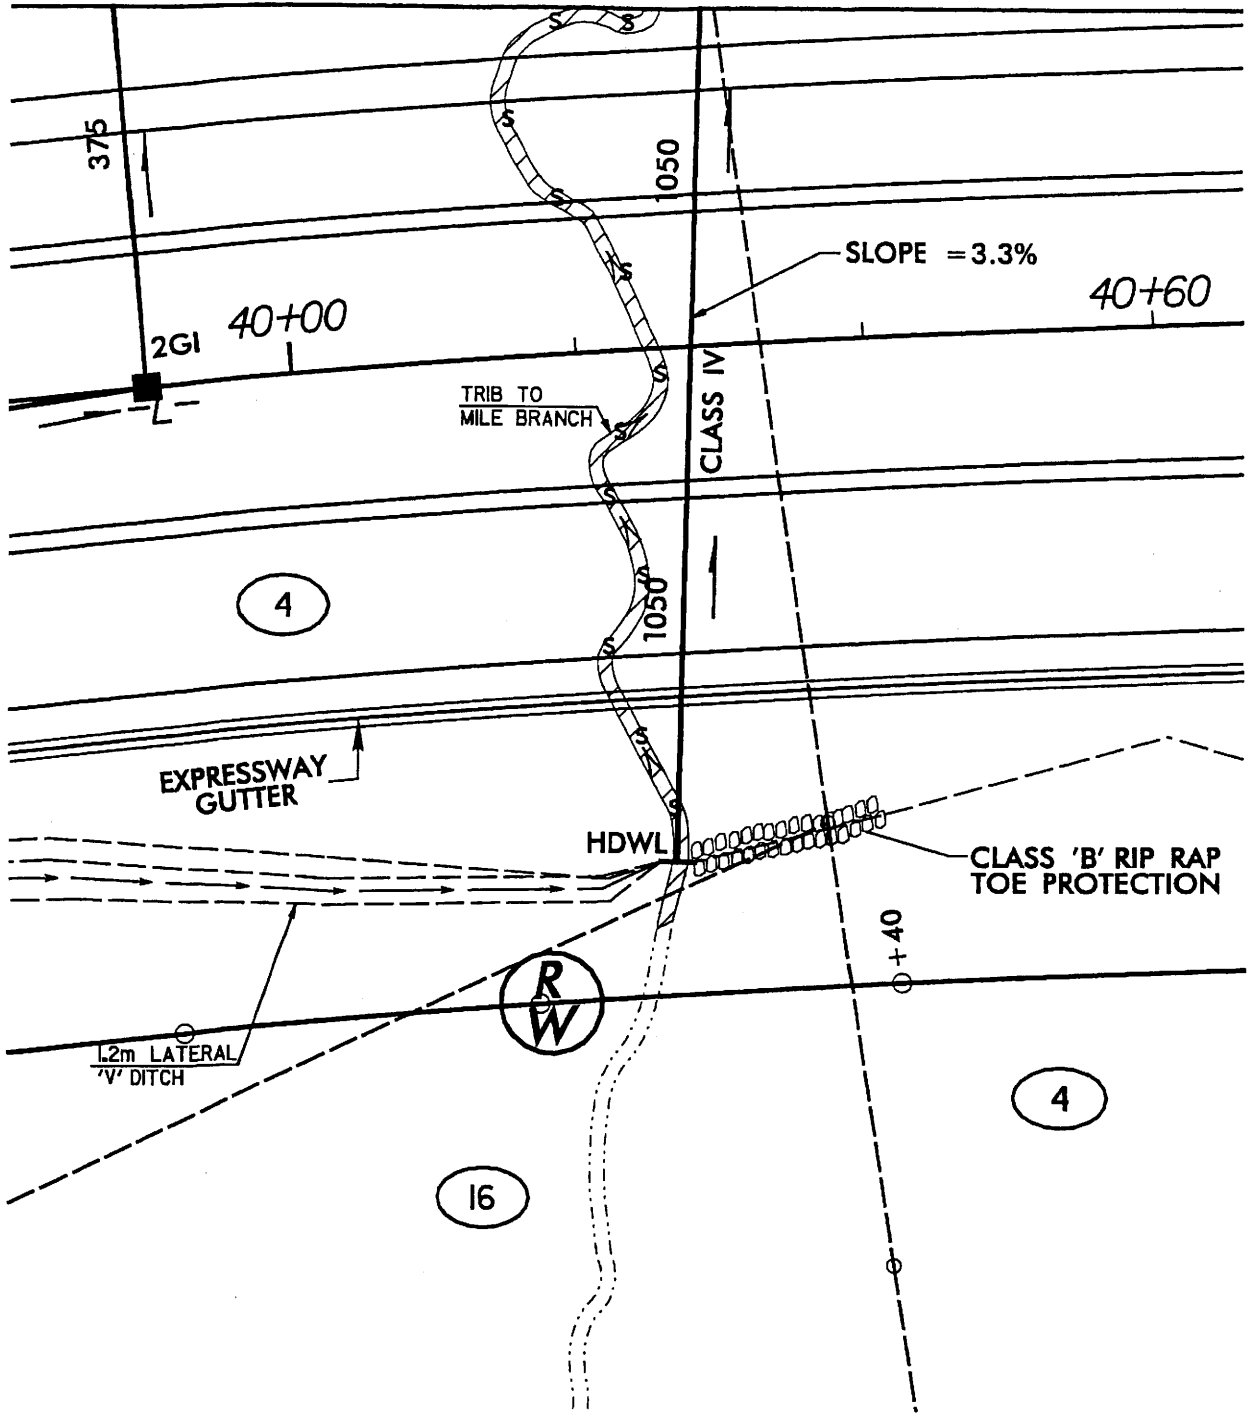 375
1050
SLOPE = 3.3%
40+00
40+60
2GI
L
TRIB TO
MILE BRANCH
CLASS IV
4
1050
EXPRESSWAY
GUTTER
HDWL
CLASS 'B' RIP RAP
TOE PROTECTION
+40
R
W
1.2m LATERAL
'V' DITCH
4
16
S
S
S
S
S
S
S
S
S
S
S
S